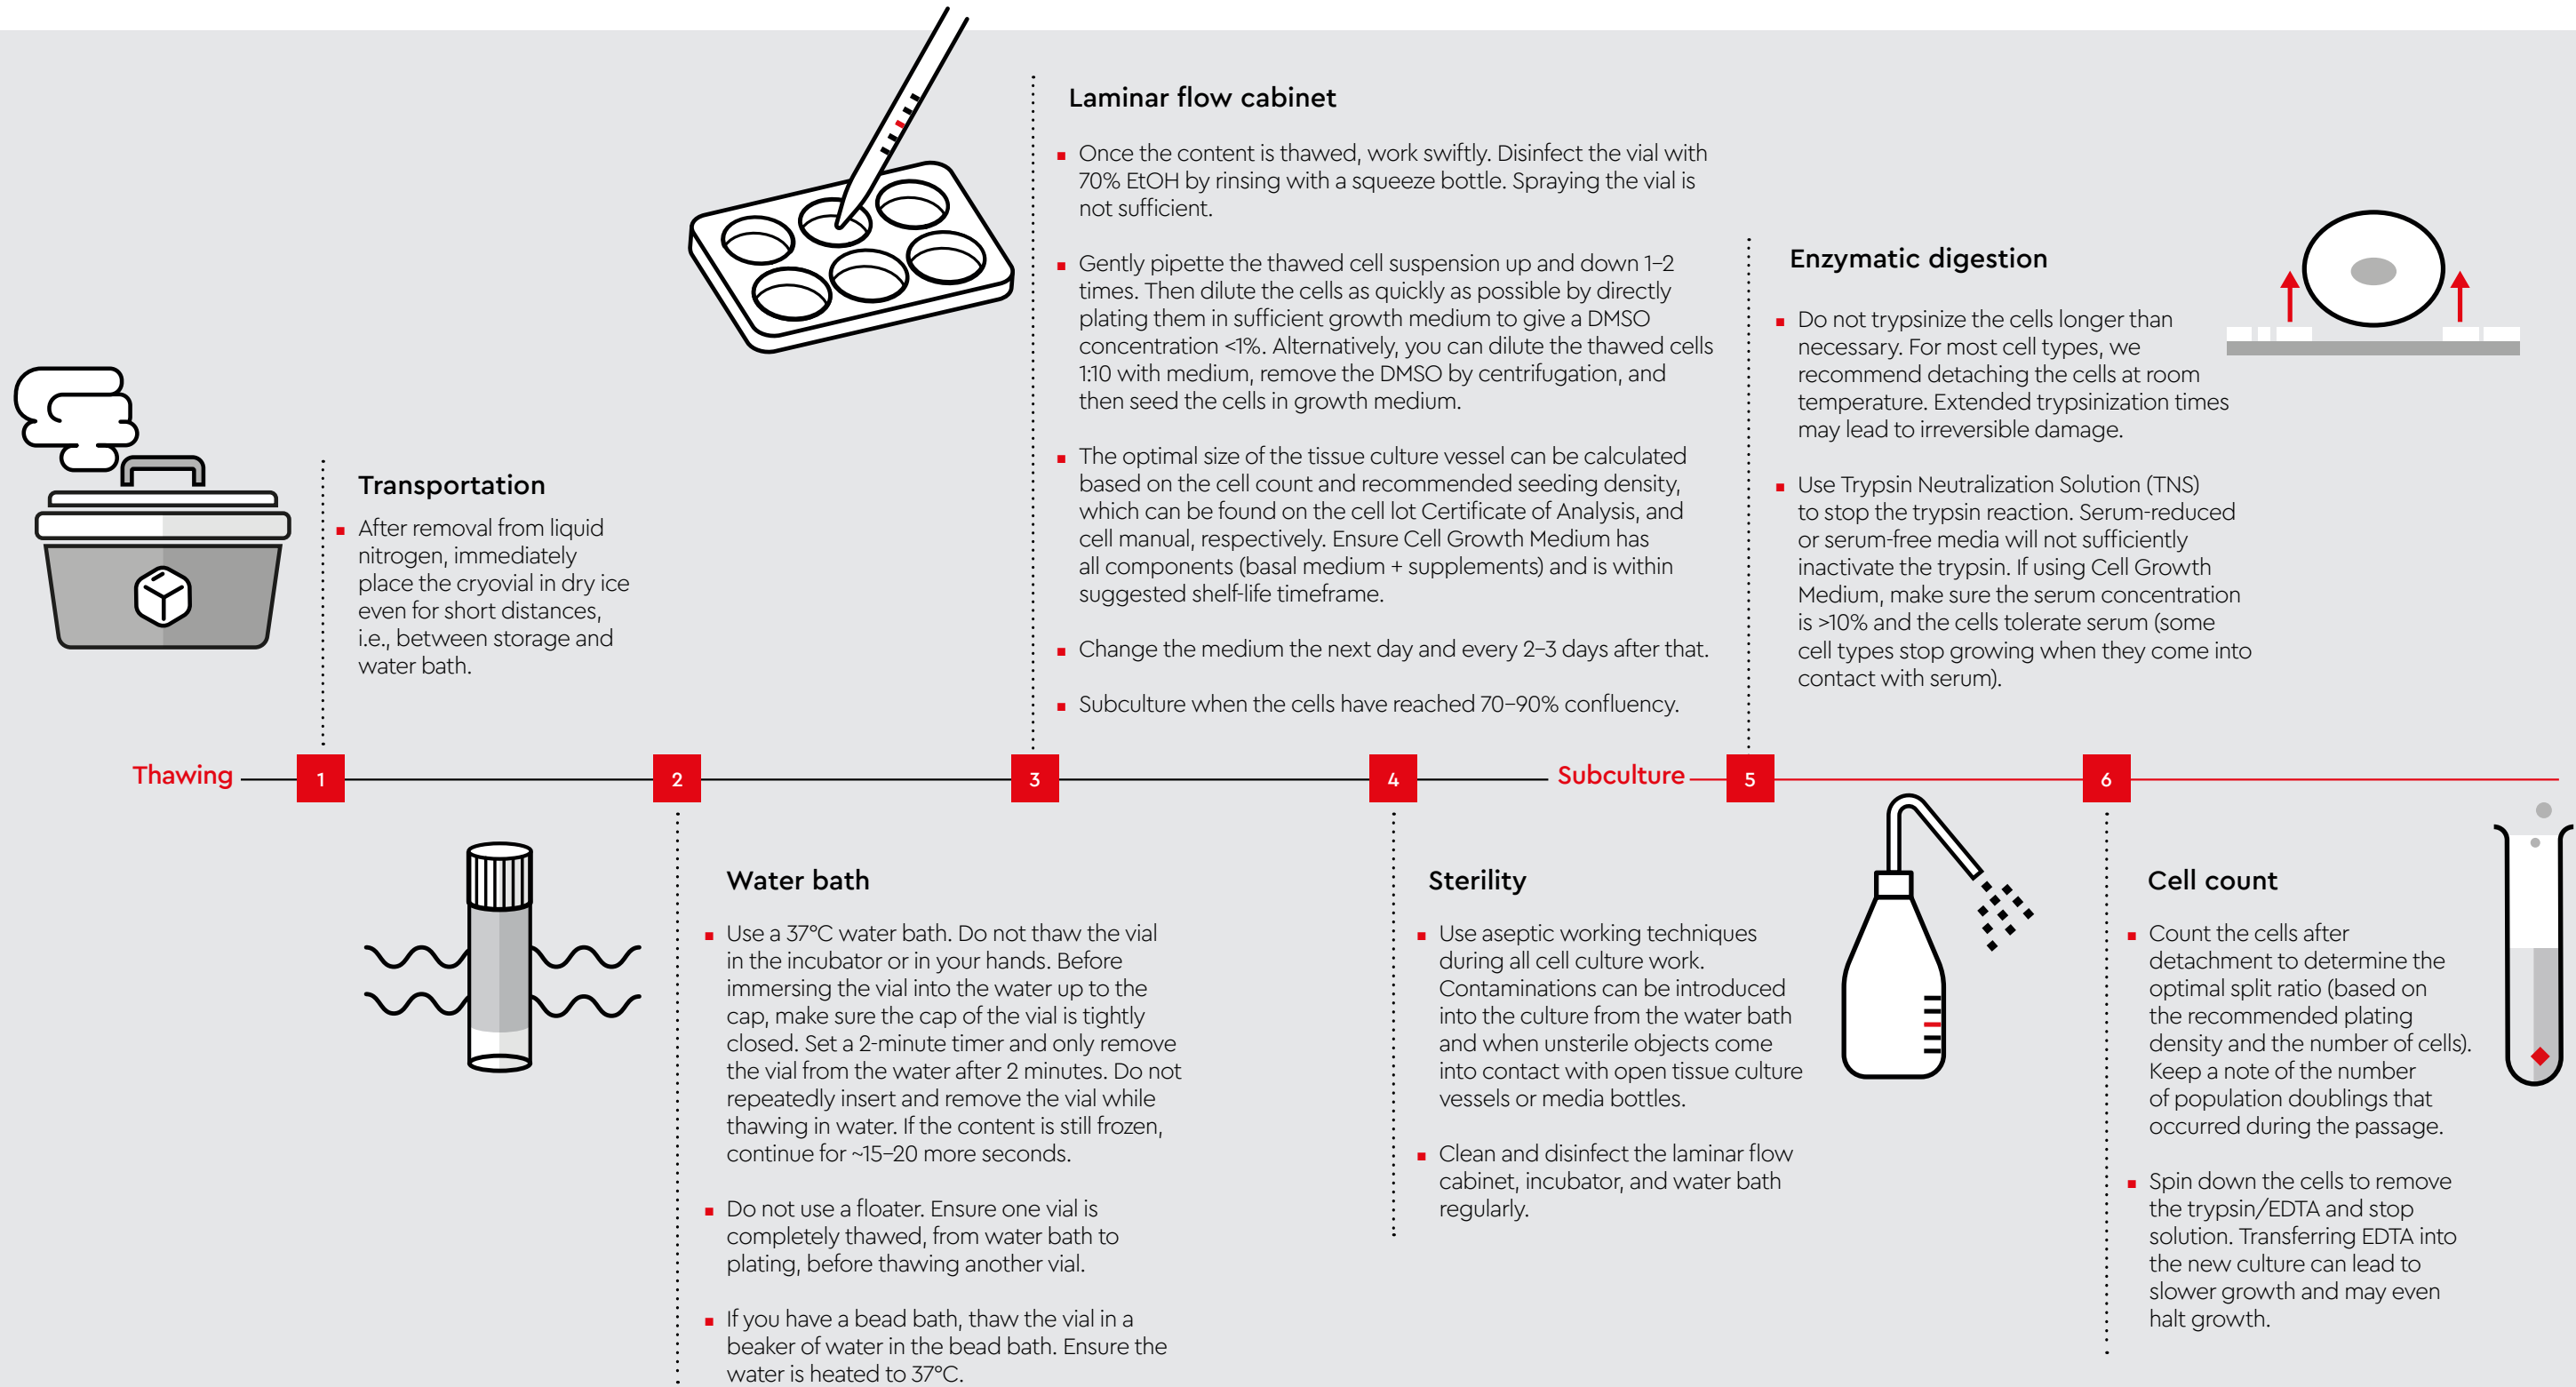 Transportation
After removal from liquid
nitrogen, immediately
place the cryovial in dry ice
even for short distances,
i.e., between storage and
water bath.
Laminar flow cabinet
Once the content is thawed, work swiftly. Disinfect the vial with
70% EtOH by rinsing with a squeeze bottle. Spraying the vial is
not sufficient.
Gently pipette the thawed cell suspension up and down 1–2
times. Then dilute the cells as quickly as possible by directly
plating them in sufficient growth medium to give a DMSO
concentration <1%. Alternatively, you can dilute the thawed cells
1:10 with medium, remove the DMSO by centrifugation, and
then seed the cells in growth medium.
The optimal size of the tissue culture vessel can be calculated
based on the cell count and recommended seeding density,
which can be found on the cell lot Certificate of Analysis, and
cell manual, respectively. Ensure Cell Growth Medium has
all components (basal medium + supplements) and is within
suggested shelf-life timeframe.
Change the medium the next day and every 2–3 days after that.
Subculture when the cells have reached 70–90% confluency.
Enzymatic digestion
Do not trypsinize the cells longer than
necessary. For most cell types, we
recommend detaching the cells at room
temperature. Extended trypsinization times
may lead to irreversible damage.
Use Trypsin Neutralization Solution (TNS)
to stop the trypsin reaction. Serum-reduced
or serum-free media will not sufficiently
inactivate the trypsin. If using Cell Growth
Medium, make sure the serum concentration
is >10% and the cells tolerate serum (some
cell types stop growing when they come into
contact with serum).
Thawing 1 2 3 4 Subculture 5 6
Water bath
Use a 37°C water bath. Do not thaw the vial
in the incubator or in your hands. Before
immersing the vial into the water up to the
cap, make sure the cap of the vial is tightly
closed. Set a 2-minute timer and only remove
the vial from the water after 2 minutes. Do not
repeatedly insert and remove the vial while
thawing in water. If the content is still frozen,
continue for ~15–20 more seconds.
Do not use a floater. Ensure one vial is
completely thawed, from water bath to
plating, before thawing another vial.
If you have a bead bath, thaw the vial in a
beaker of water in the bead bath. Ensure the
water is heated to 37°C.
Sterility
Use aseptic working techniques
during all cell culture work.
Contaminations can be introduced
into the culture from the water bath
and when unsterile objects come
into contact with open tissue culture
vessels or media bottles.
Clean and disinfect the laminar flow
cabinet, incubator, and water bath
regularly.
Cell count
Count the cells after
detachment to determine the
optimal split ratio (based on
the recommended plating
density and the number of cells).
Keep a note of the number
of population doublings that
occurred during the passage.
Spin down the cells to remove
the trypsin/EDTA and stop
solution. Transferring EDTA into
the new culture can lead to
slower growth and may even
halt growth.